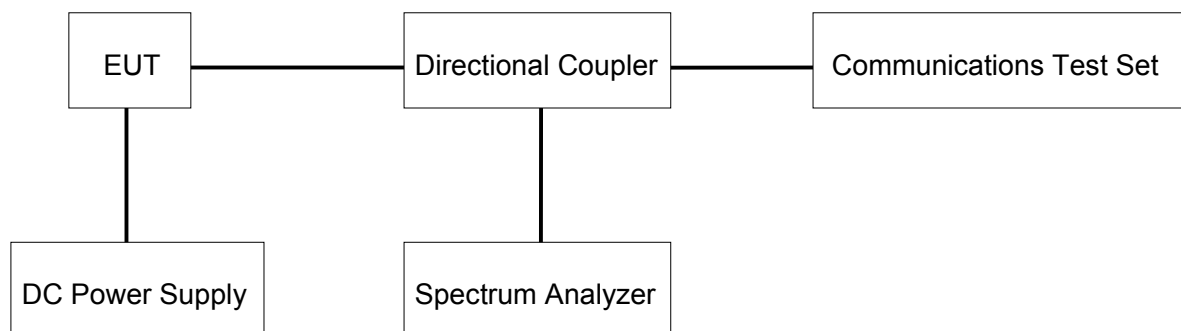 EUT
Directional Coupler
Communications Test Set
DC Power Supply
Spectrum Analyzer